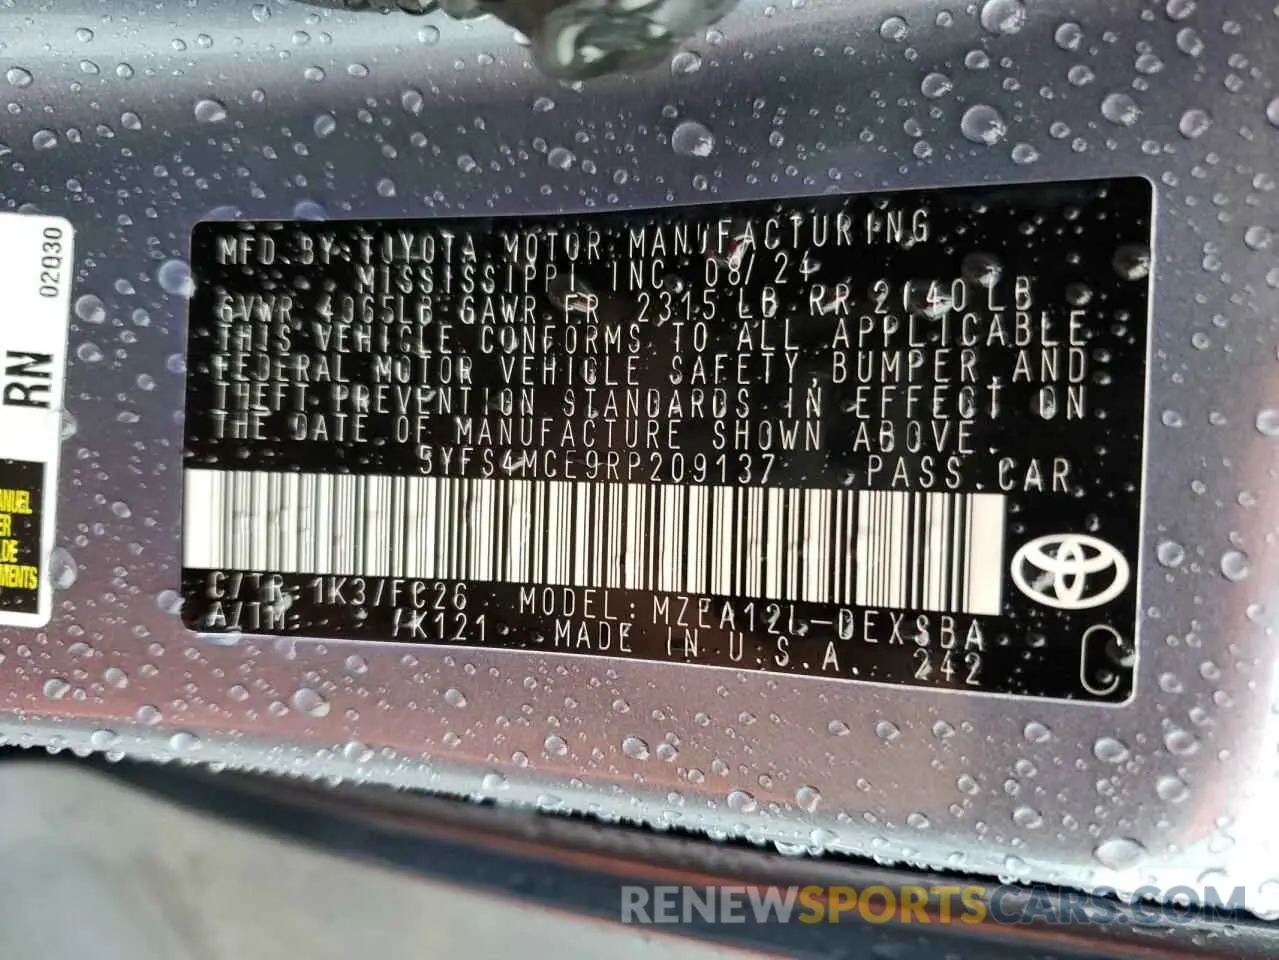 MFD. BY: TOYOTA MOTOR MANUFACTURING
MISSISSIPPI, INC. 08/24
GVWR 4065LB GAWR FR 2315 LB RR 2140 LB
THIS VEHICLE CONFORMS TO ALL APPLICABLE
FEDERAL MOTOR VEHICLE SAFETY, BUMPER, AND
THEFT PREVENTION STANDARDS IN EFFECT ON
THE DATE OF MANUFACTURE SHOWN ABOVE.
5YFS4MCE9RP209137 PASS. CAR
C/TR: 1K3/FC26 MODEL: MZEA12L-DEXSBA
A/TM: /K121 MADE IN U.S.A. 242
C
02Q30
RN
RENEWSPORTSCARS.COM